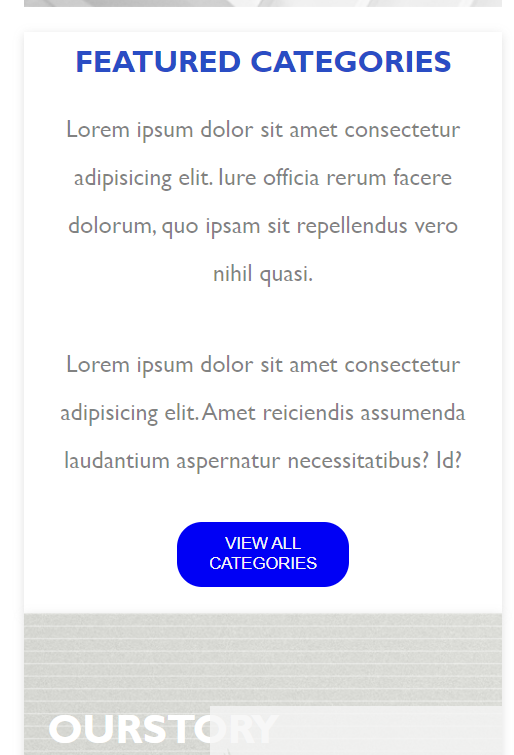 FEATURED CATEGORIES
Lorem ipsum dolor sit amet consectetur
adipisicing elit. Iure officia rerum facere
dolorum, quo ipsam sit repellendus vero
nihil quasi.
Lorem ipsum dolor sit amet consectetur
adipisicing elit. Amet reiciendis assumenda
laudantium aspernatur necessitatibus? Id?
VIEW ALL
CATEGORIES
OURSTORY